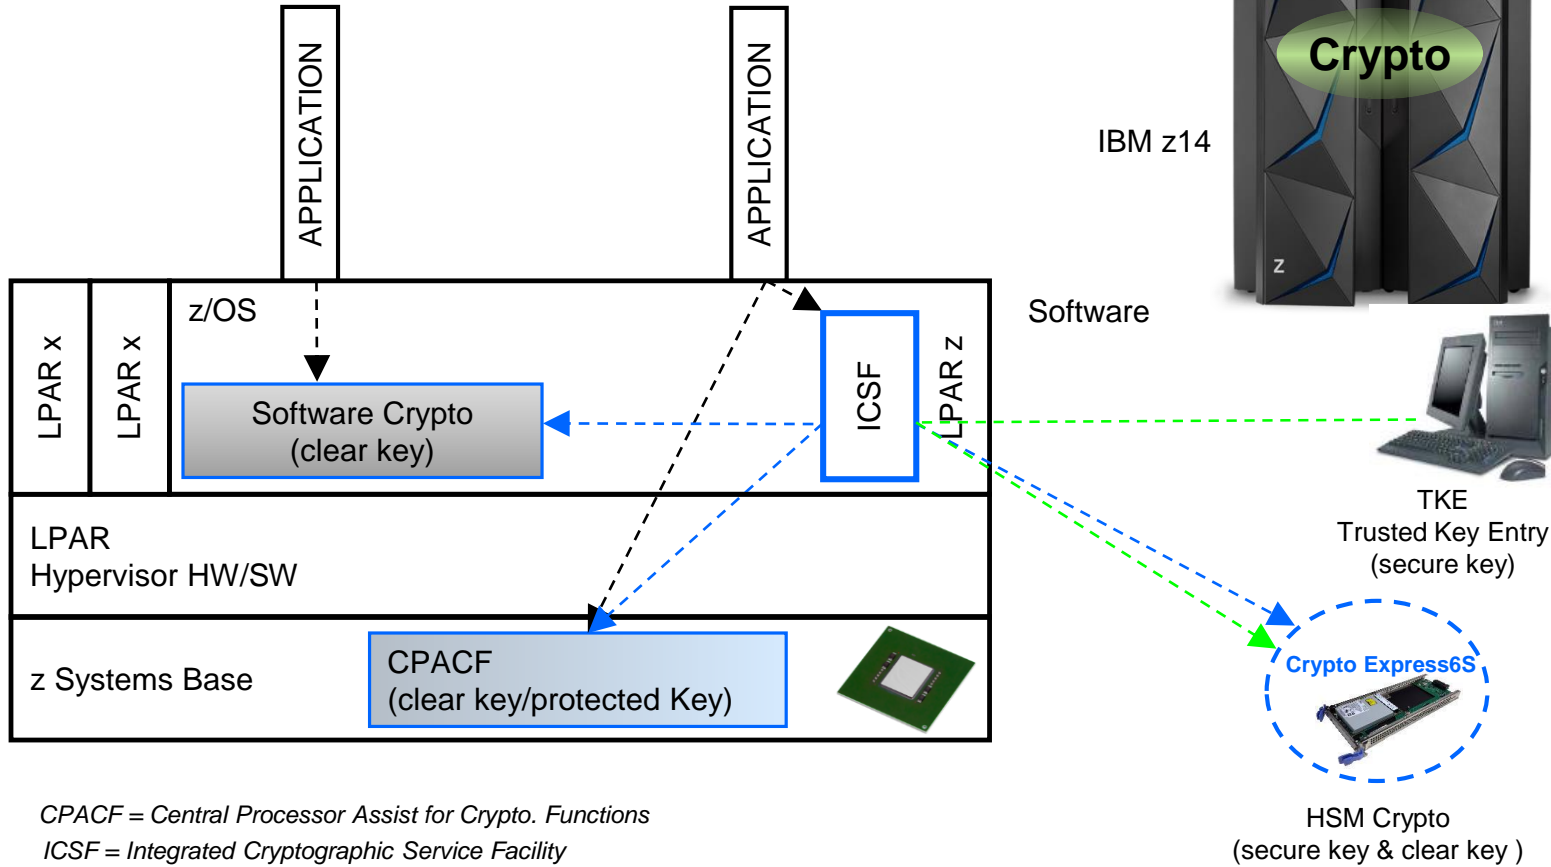 APPLICATION
APPLICATION
Crypto
IBM z14
Z
LPAR x
LPAR x
z/OS
Software Crypto
(clear key)
ICSF
LPAR z
Software
TKE
Trusted Key Entry
(secure key)
LPAR
Hypervisor HW/SW
z Systems Base
CPACF
(clear key/protected Key)
Crypto Express6S
HSM Crypto
(secure key & clear key )
CPACF = Central Processor Assist for Crypto. Functions
ICSF = Integrated Cryptographic Service Facility